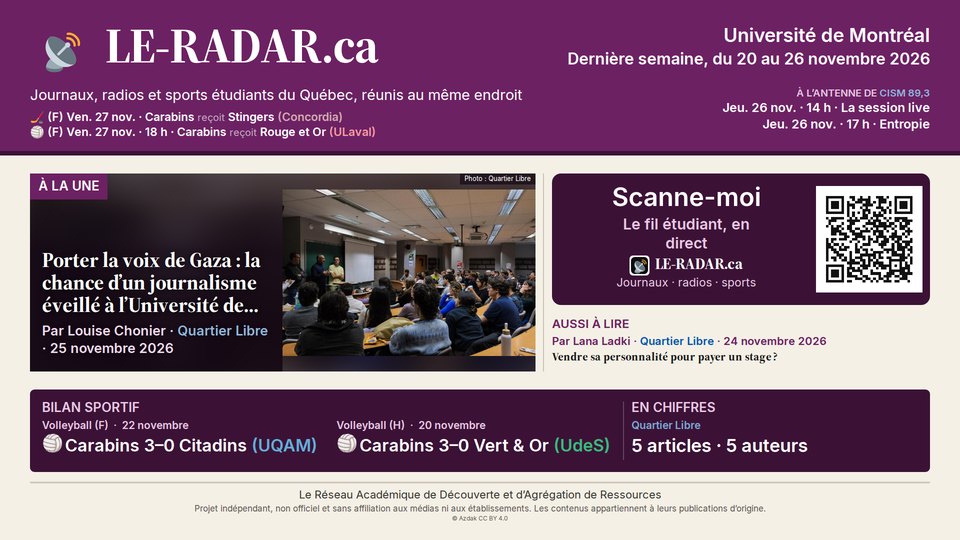 LE-RADAR.ca
Journaux, radios et sports étudiants du Québec, réunis au même endroit
(F) Ven. 27 nov. · Carabins reçoit Stingers (Concordia)
(F) Ven. 27 nov. · 18 h · Carabins reçoit Rouge et Or (ULaval)
Université de Montréal
Dernière semaine, du 20 au 26 novembre 2026
À L'ANTENNE DE CISM 89,3
Jeu. 26 nov. · 14 h · La session live
Jeu. 26 nov. · 17 h · Entropie
À LA UNE
Photo : Quartier Libre
Porter la voix de Gaza : la
chance d'un journalisme
éveillé à l'Université de...
Par Louise Chonier · Quartier Libre
· 25 novembre 2026
Scanne-moi
Le fil étudiant, en
direct
LE-RADAR.ca
Journaux · radios · sports
AUSSI À LIRE
Par Lana Ladki · Quartier Libre · 24 novembre 2026
Vendre sa personnalité pour payer un stage ?
BILAN SPORTIF
Volleyball (F) · 22 novembre
Carabins 3–0 Citadins (UQAM)
Volleyball (H) · 20 novembre
Carabins 3–0 Vert & Or (UdeS)
EN CHIFFRES
Quartier Libre
5 articles · 5 auteurs
Le Réseau Académique de Découverte et d'Agrégation de Ressources
Projet indépendant, non officiel et sans affiliation aux médias ni aux établissements. Les contenus appartiennent à leurs publications d'origine.
© Azdak CC BY 4.0